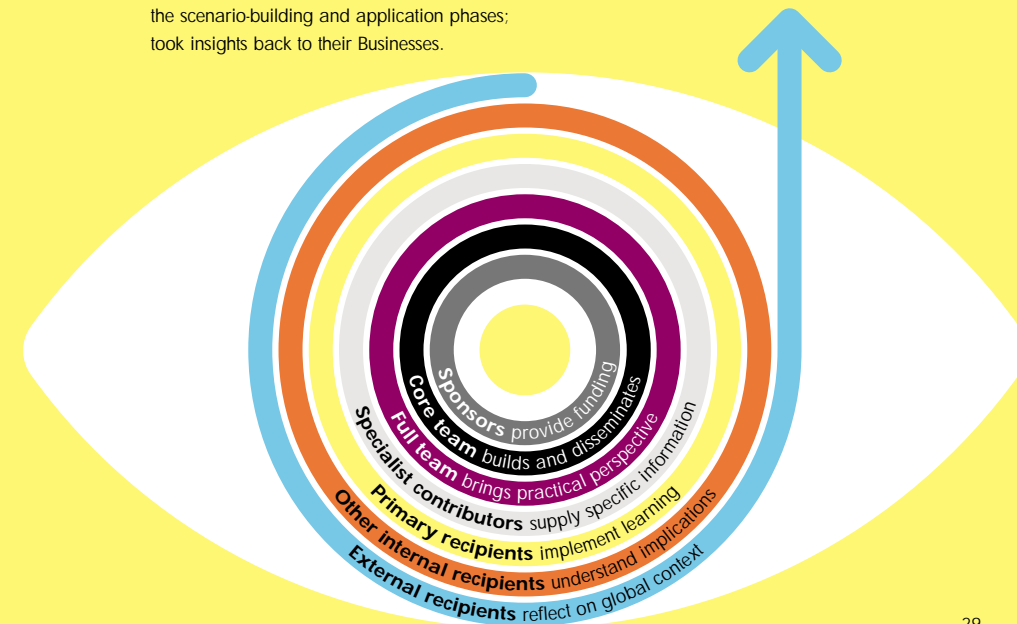 the scenario-building and application phases;
took insights back to their Businesses.
Sponsors provide funding
Core team builds and disseminates
Full team brings practical perspective
Specialist contributors supply specific information
Primary recipients implement learning
Other internal recipients understand implications
External recipients reflect on global context
29